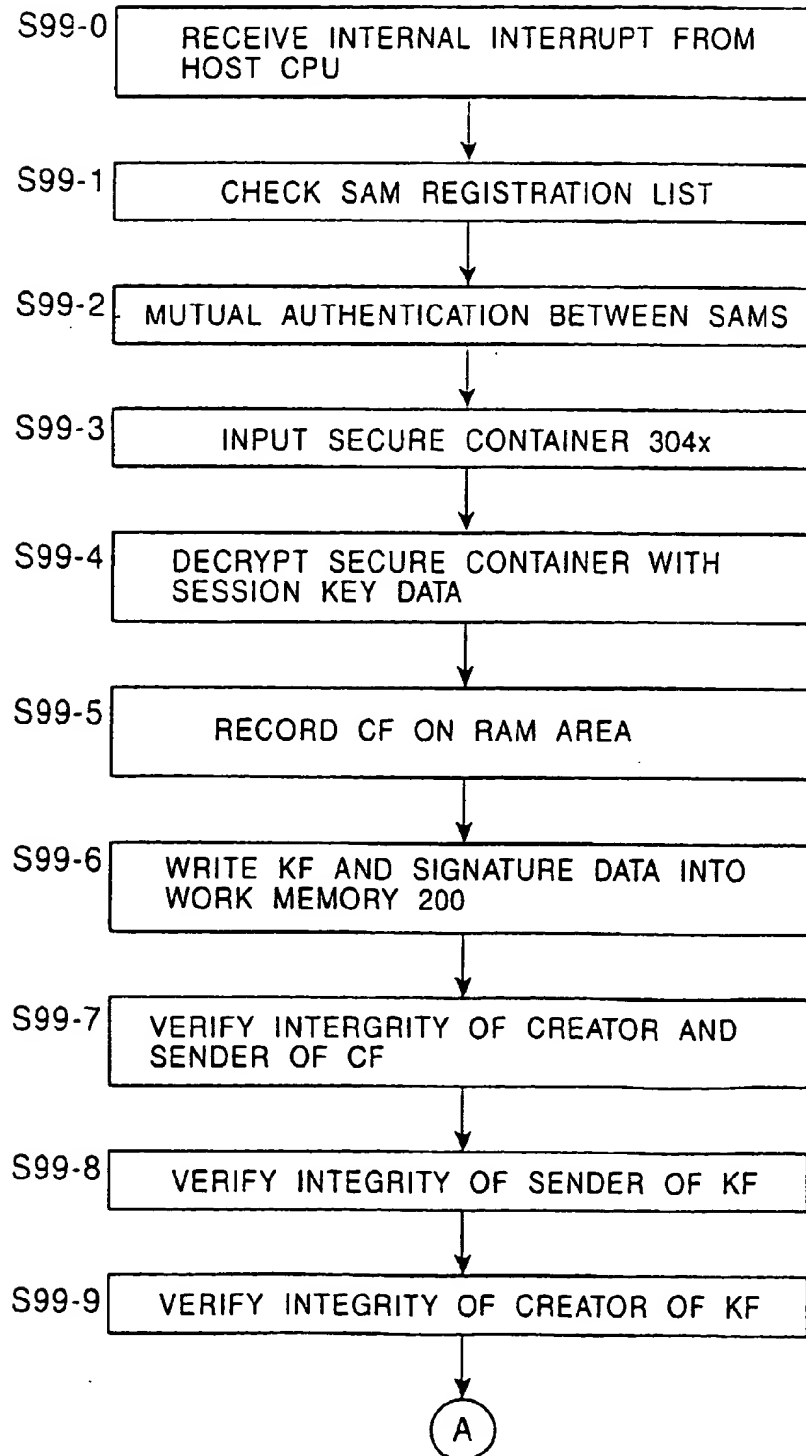 S99-0
RECEIVE INTERNAL INTERRUPT FROM
HOST CPU
S99-1
CHECK SAM REGISTRATION LIST
S99-2
MUTUAL AUTHENTICATION BETWEEN SAMS
S99-3
INPUT SECURE CONTAINER 304x
S99-4
DECRYPT SECURE CONTAINER WITH
SESSION KEY DATA
S99-5
RECORD CF ON RAM AREA
S99-6
WRITE KF AND SIGNATURE DATA INTO
WORK MEMORY 200
S99-7
VERIFY INTERGRITY OF CREATOR AND
SENDER OF CF
S99-8
VERIFY INTEGRITY OF SENDER OF KF
S99-9
VERIFY INTEGRITY OF CREATOR OF KF
A